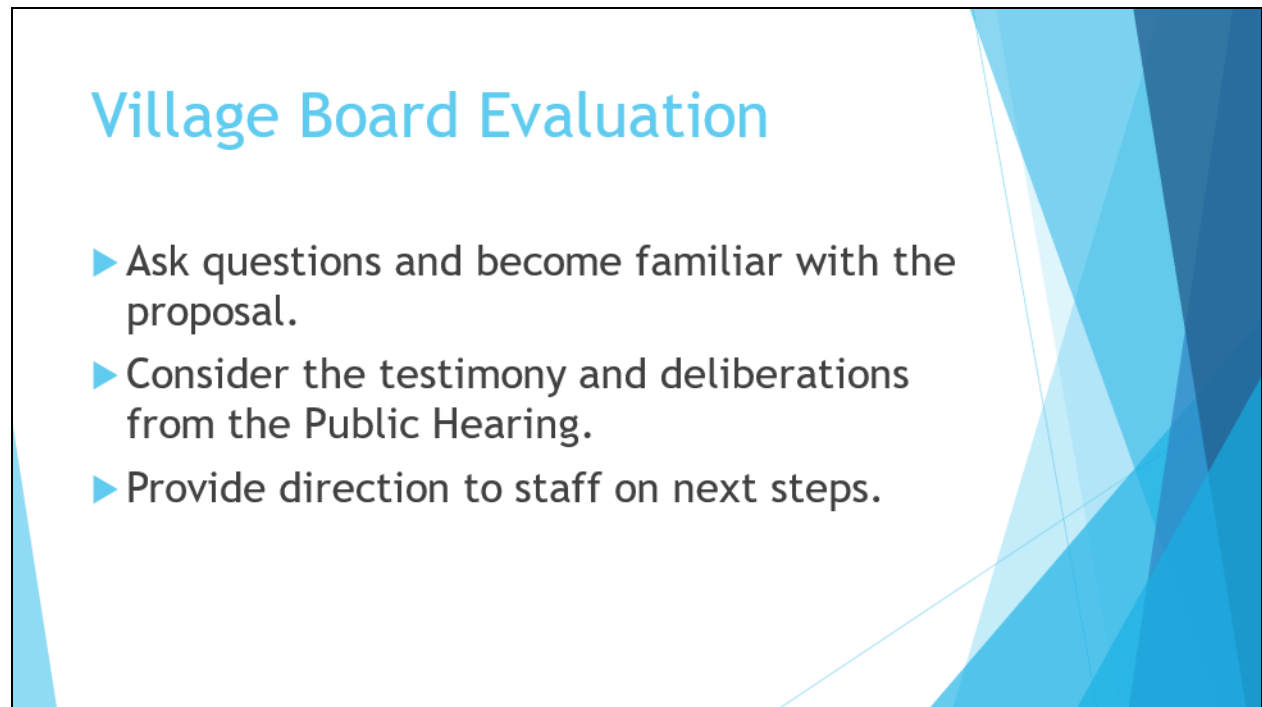 Village Board Evaluation
Ask questions and become familiar with the
proposal.
Consider the testimony and deliberations
from the Public Hearing.
Provide direction to staff on next steps.